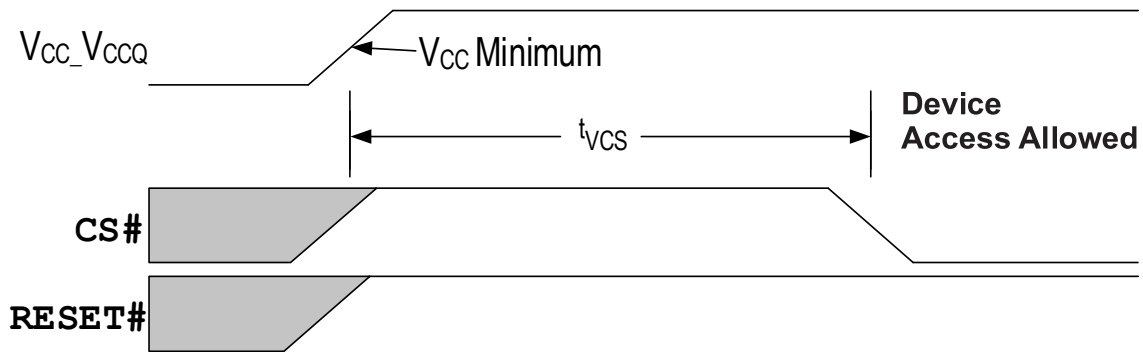 VCC_VCCQ
VCC Minimum
Device
Access Allowed
tVCS
CS#
RESET#